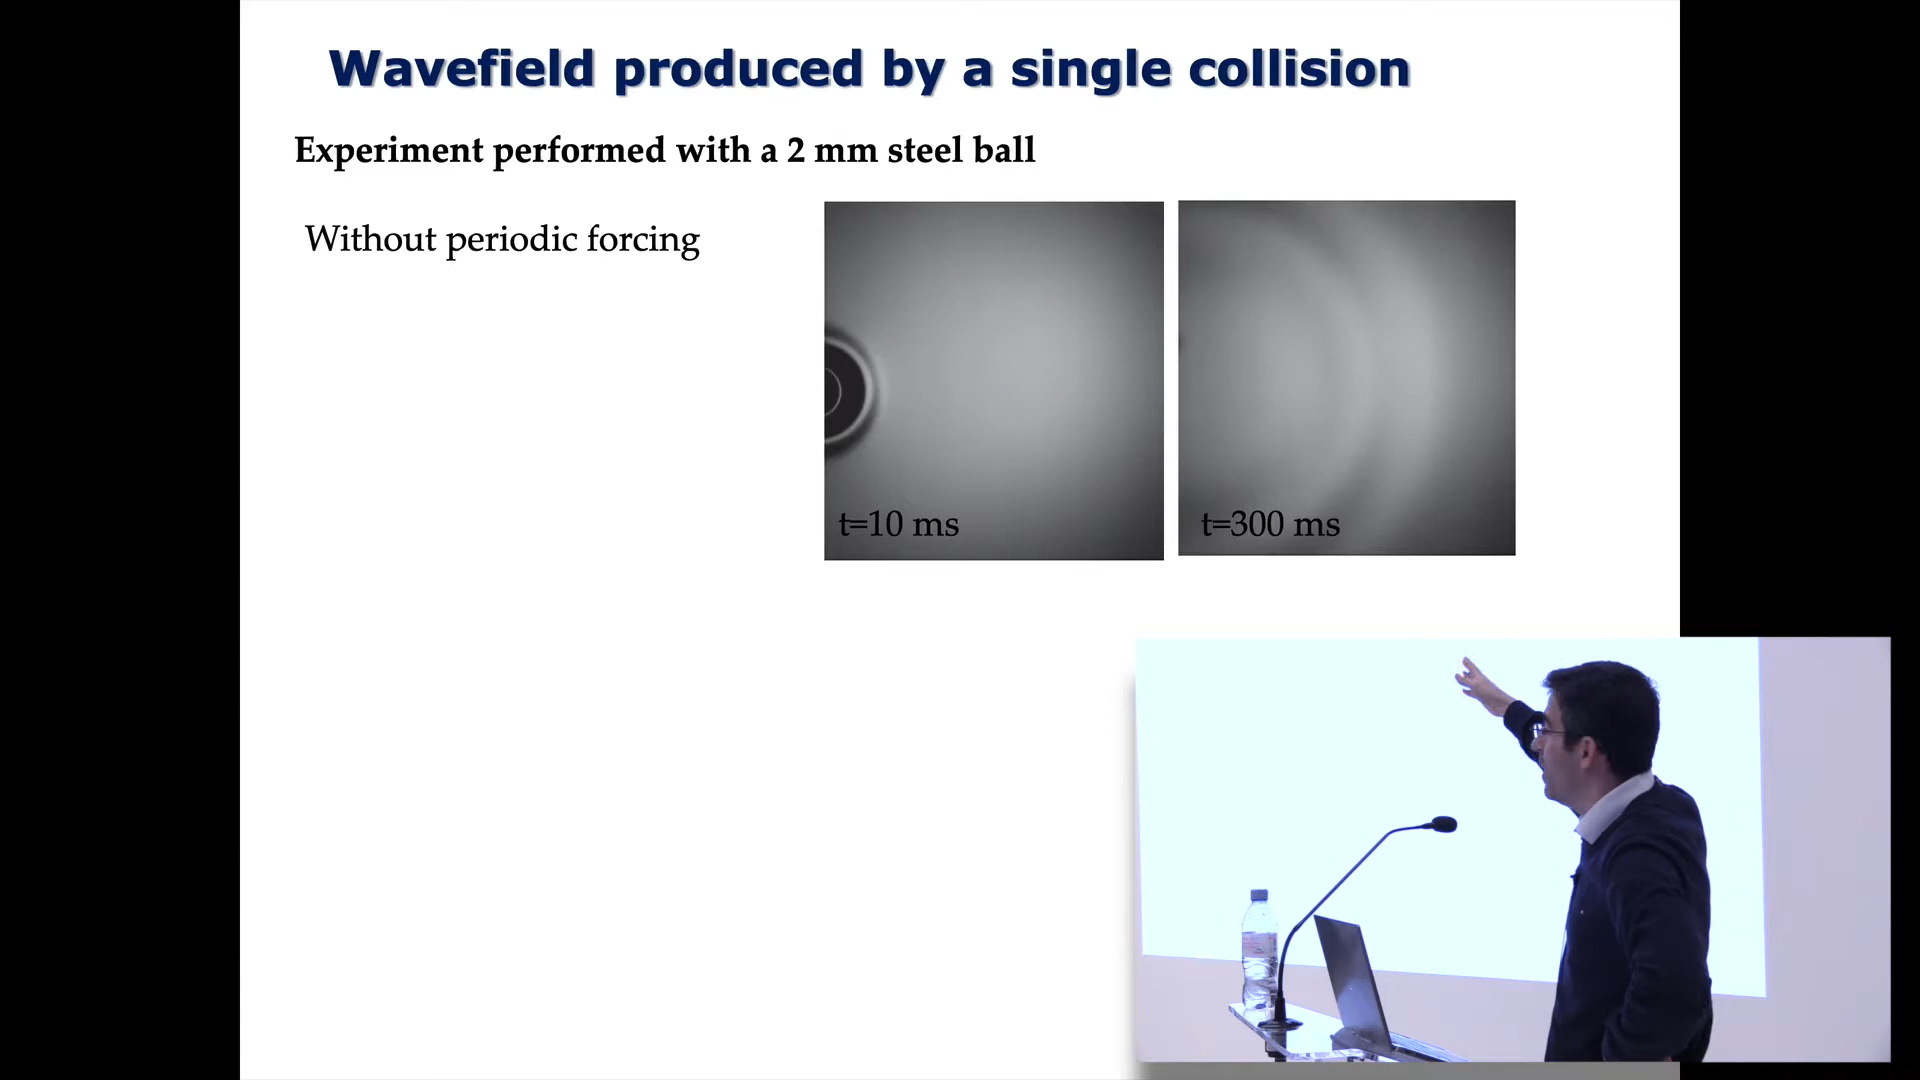 Wavefield produced by a single collision
Experiment performed with a 2 mm steel ball
Without periodic forcing
t=10 ms
t=300 ms